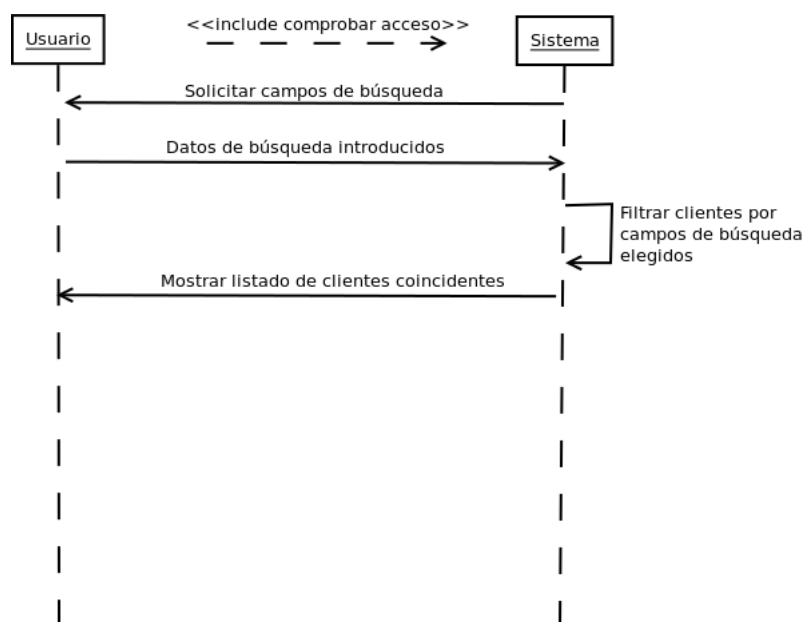 <<include comprobar acceso>>
Usuario
Sistema
Solicitar campos de búsqueda
Datos de búsqueda introducidos
Filtrar clientes por
campos de búsqueda
elegidos
Mostrar listado de clientes coincidentes